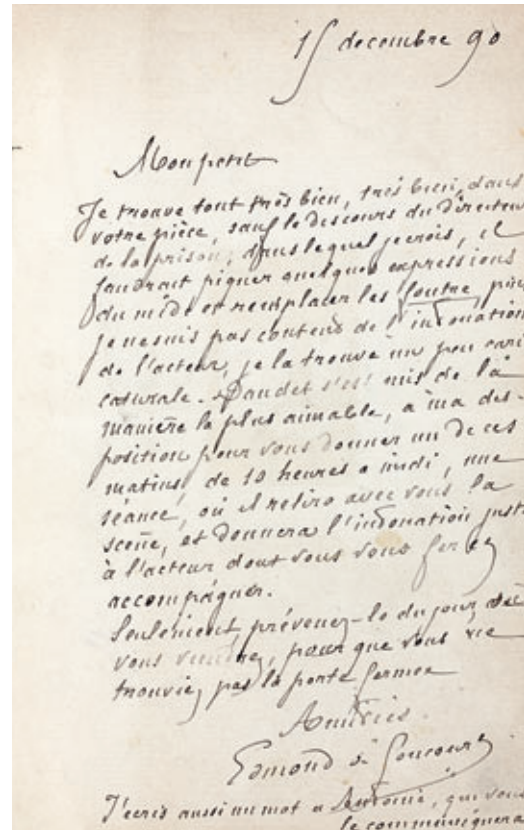 15 decembre 90
Mon petit
Je trouve tout très bien, très bien, dans
votre pièce, sauf le discours du directeur
de la prison, dans lequel je crois, il
faudrait piquer quelques expressions
du midi et remplacer les foutre, puis
je ne suis pas content de l'intonation
de l'acteur, je la trouve un peu cari
caturale. Daudet s'est mis de la
manière la plus aimable, à ma dis-
position pour vous donner un de ces
matins, de 10 heures a midi, une
séance, où il relira avec vous la
scène, et donnera l'intonation juste
à l'acteur dont vous vous ferez
accompagner.
Seulement, prévenez-le du jour où
vous viendrez, pour que vous ne
trouviez pas la porte fermée
Amitiés
Edmond de Goncourt
J'écris aussi un mot a Antoine, que vous
le communiquera